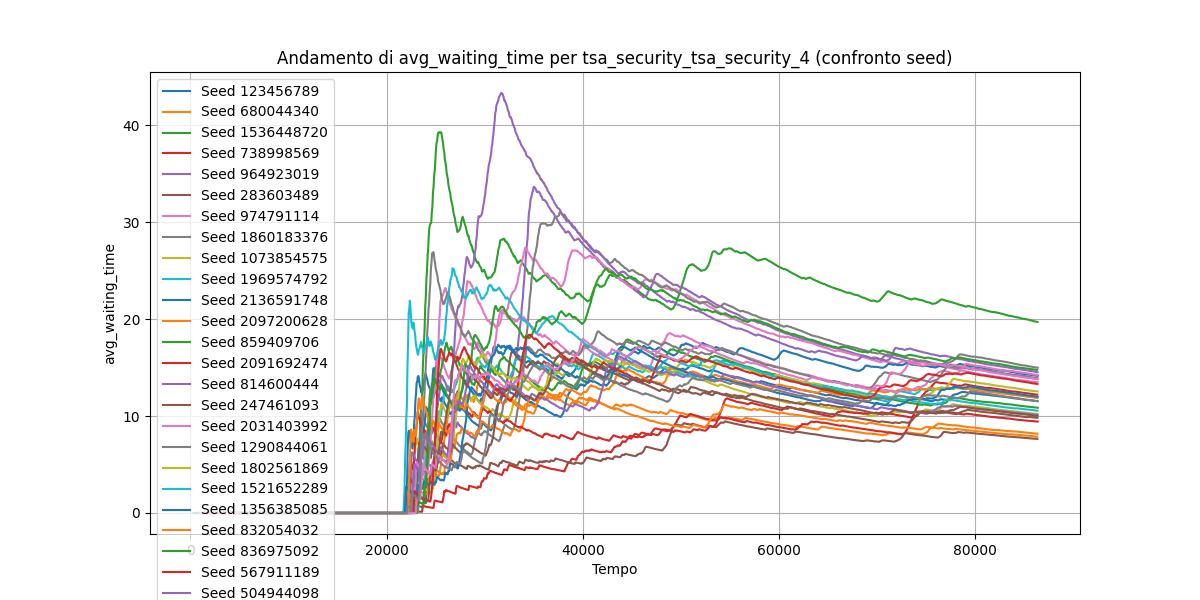 Andamento di avg_waiting_time per tsa_security_tsa_security_4 (confronto seed)
avg_waiting_time
40
30
20
10
0
Seed 123456789
Seed 680044340
Seed 1536448720
Seed 738998569
Seed 964923019
Seed 283603489
Seed 974791114
Seed 1860183376
Seed 1073854575
Seed 1969574792
Seed 2136591748
Seed 2097200628
Seed 859409706
Seed 2091692474
Seed 814600444
Seed 247461093
Seed 2031403992
Seed 1290844061
Seed 1802561869
Seed 1521652289
Seed 1356385085
Seed 832054032
Seed 836975092
Seed 567911189
Seed 504944098
0
20000
40000
60000
80000
Tempo